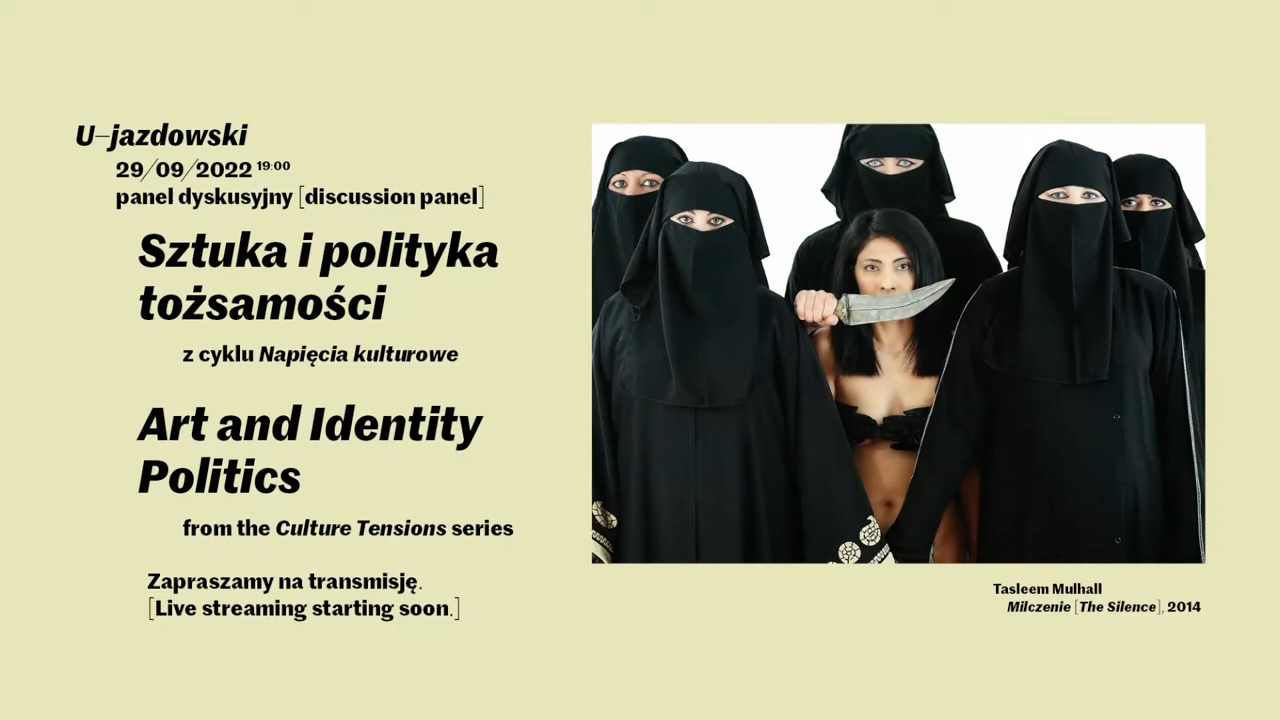 U–jazdowski
29/09/2022 19:00
panel dyskusyjny [discussion panel]
Sztuka i polityka
tożsamości
z cyklu Napięcia kulturowe
Art and Identity
Politics
from the Culture Tensions series
Zapraszamy na transmisję.
[Live streaming starting soon.]
Tasleem Mulhall
Milczenie [The Silence], 2014